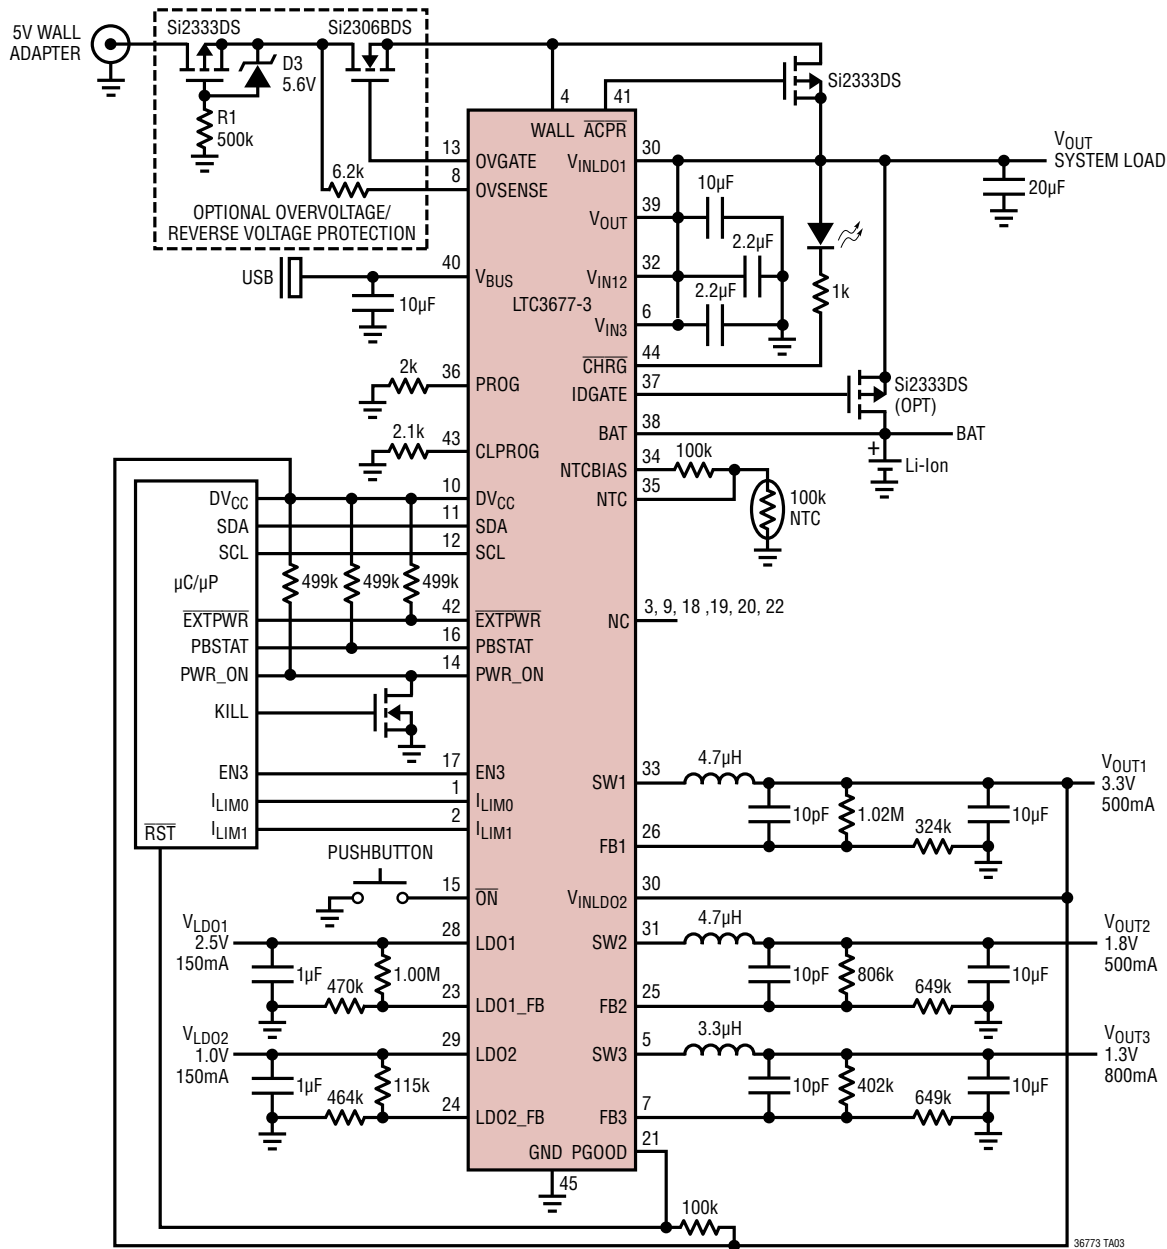 5V WALL
ADAPTER
Si2333DS
Si2306BDS
D3
5.6V
R1
500k
6.2k
OPTIONAL OVERVOLTAGE/
REVERSE VOLTAGE PROTECTION
4
41
WALL
ACPR
Si2333DS
13
OVGATE
8
OVSENSE
VINLDO1
30
VOUT
SYSTEM LOAD
20µF
10µF
39
VOUT
2.2µF
32
VIN12
2.2µF
6
VIN3
1k
USB
40
VBUS
10µF
LTC3677-3
44
CHRG
37
IDGATE
Si2333DS
(OPT)
38
BAT
BAT
+
Li-Ion
2k
36
PROG
2.1k
43
CLPROG
34
NTCBIAS
100k
35
NTC
100k
NTC
DVCC
10
DVCC
SDA
11
SDA
SCL
12
SCL
µC/µP
499k
499k
499k
EXTPWR
42
EXTPWR
PBSTAT
16
PBSTAT
PWR_ON
14
PWR_ON
KILL
NC
3, 9, 18 ,19, 20, 22
EN3
17
EN3
ILIM0
1
ILIM0
ILIM1
2
ILIM1
RST
PUSHBUTTON
15
ON
SW1
33
4.7µH
VOUT1
3.3V
500mA
10pF
1.02M
324k
10µF
FB1
26
VINLDO2
30
VLDO1
2.5V
150mA
28
LDO1
1µF
470k
1.00M
23
LDO1_FB
SW2
31
4.7µH
VOUT2
1.8V
500mA
10pF
806k
649k
10µF
FB2
25
VLDO2
1.0V
150mA
29
LDO2
1µF
464k
115k
24
LDO2_FB
SW3
5
3.3µH
VOUT3
1.3V
800mA
10pF
402k
649k
10µF
FB3
7
GND
PGOOD
21
45
100k
36773 TA03